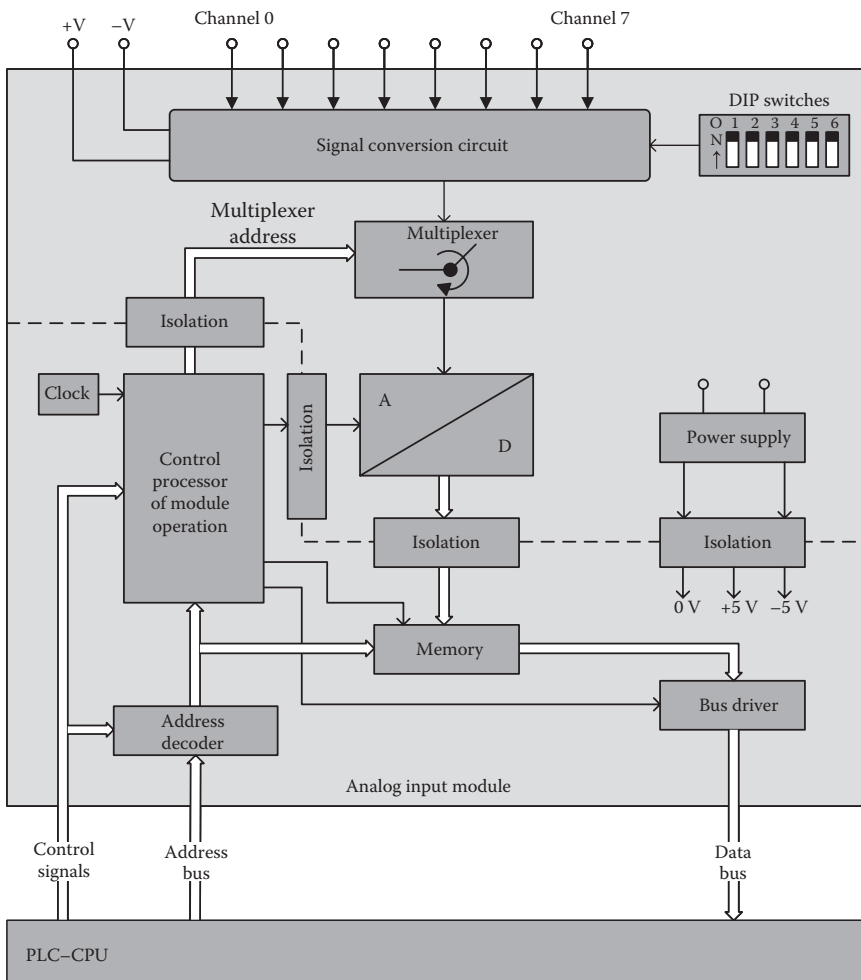 +V
−V
Channel 0
Channel 7
DIP switches
O 1 2 3 4 5 6
N
Signal conversion circuit
Multiplexer
address
Multiplexer
Isolation
Clock
Control
processor
of module
operation
Isolation
A
D
Power supply
Isolation
Isolation
0 V
+5 V
−5 V
Memory
Bus driver
Address
decoder
Analog input module
Control
signals
Address
bus
Data
bus
PLC–CPU